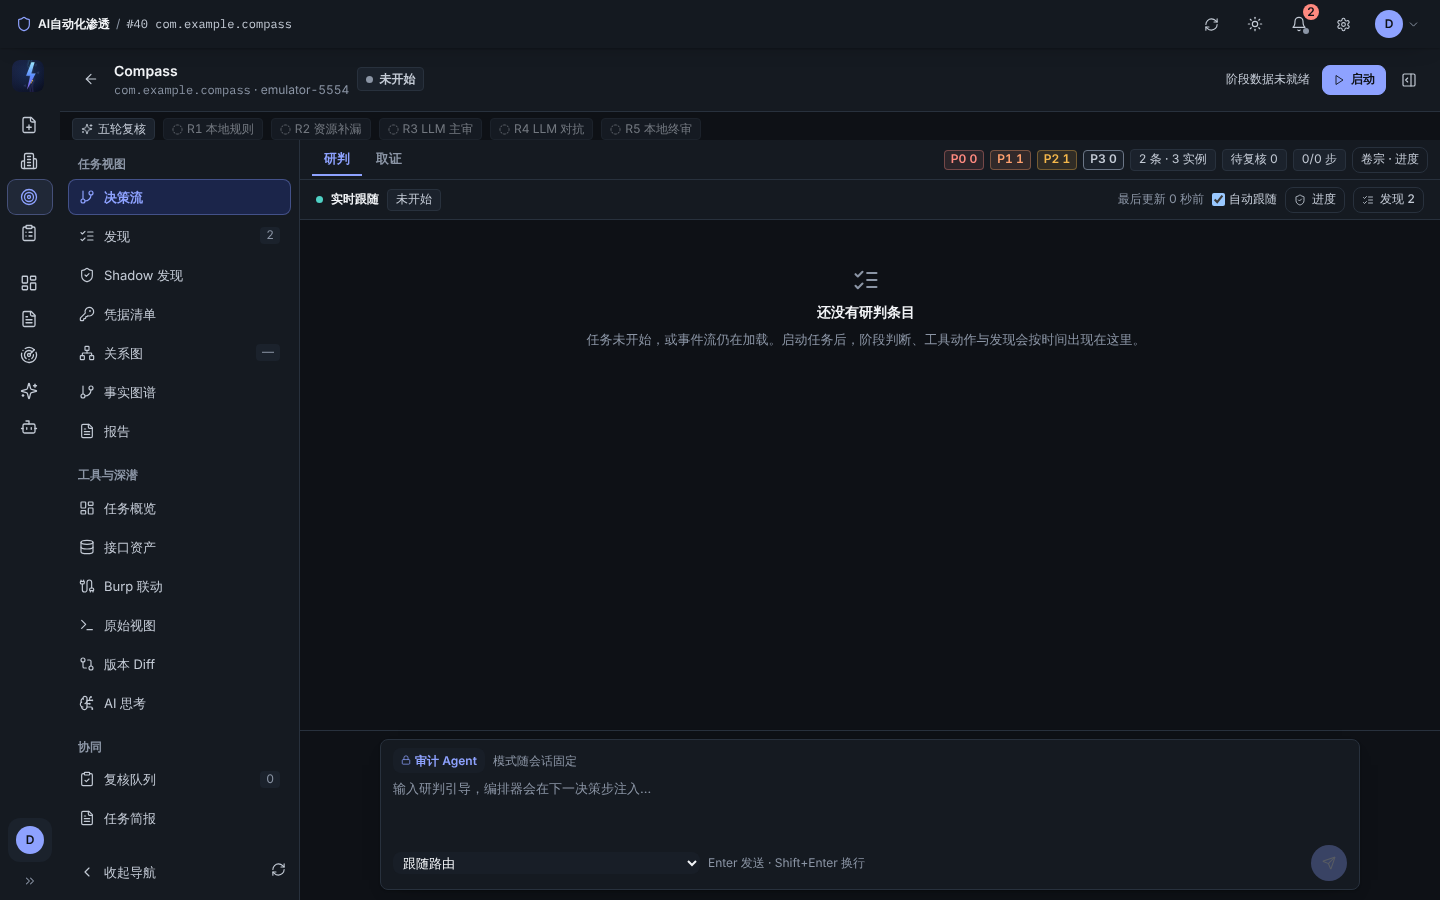 AI自动化渗透 / #40 com.example.compass
2
D
Compass
com.example.compass · emulator-5554
未开始
阶段数据未就绪
启动
五轮复核
R1 本地规则
R2 资源补漏
R3 LLM 主审
R4 LLM 对抗
R5 本地终审
任务视图
决策流
发现 2
Shadow 发现
凭据清单
关系图 —
事实图谱
报告
工具与深潜
任务概览
接口资产
Burp 联动
原始视图
版本 Diff
AI 思考
协同
复核队列 0
任务简报
收起导航
D
研判 取证
P0 0
P1 1
P2 1
P3 0
2 条 · 3 实例
待复核 0
0/0 步
卷宗 · 进度
实时跟随 未开始
最后更新 0 秒前
自动跟随
进度
发现 2
还没有研判条目
任务未开始，或事件流仍在加载。启动任务后，阶段判断、工具动作与发现会按时间出现在这里。
审计 Agent 模式随会话固定
输入研判引导，编排器会在下一决策步注入...
跟随路由
Enter 发送 · Shift+Enter 换行